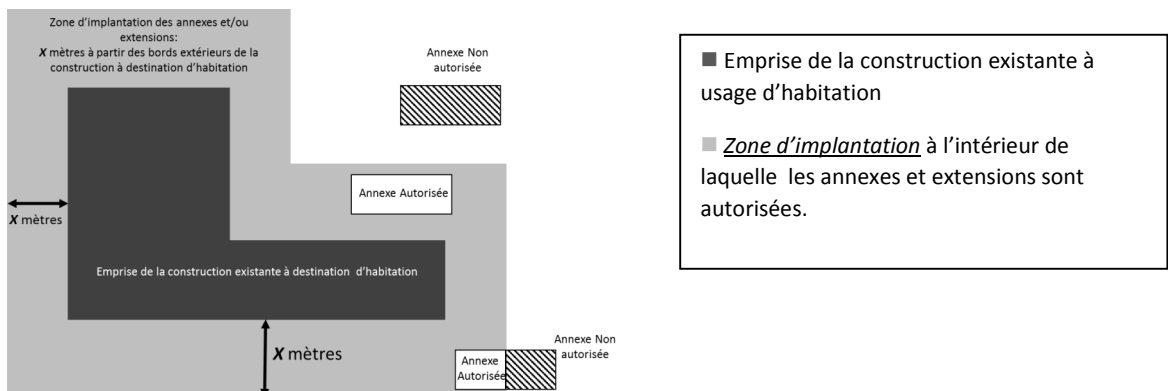 Zone d'implantation des annexes et/ou
extensions:
X mètres à partir des bords extérieurs de la
construction à destination d'habitation
Annexe Non
autorisée
Annexe Autorisée
X mètres
Emprise de la construction existante à destination d'habitation
X mètres
Annexe
Autorisée
Annexe Non
autorisée
Emprise de la construction existante à
usage d'habitation
Zone d'implantation à l'intérieur de
laquelle les annexes et extensions sont
autorisées.